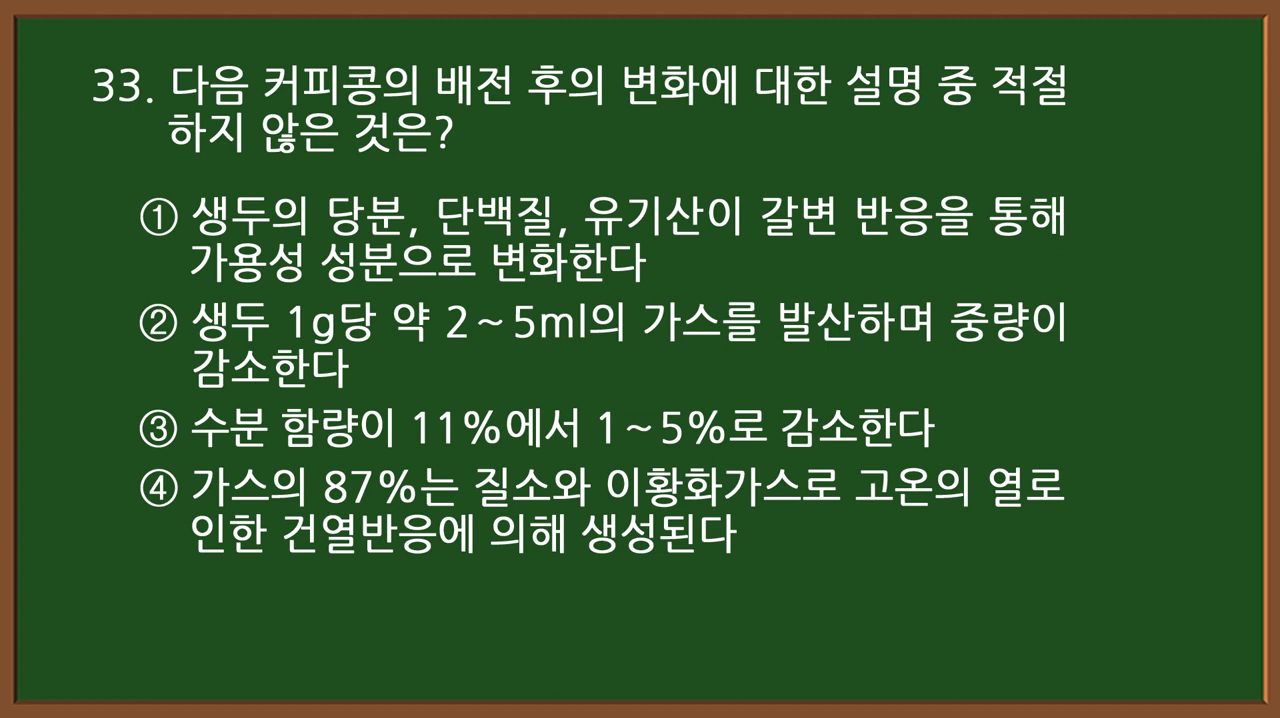 33. 다음 커피콩의 배전 후의 변화에 대한 설명 중 적절
하지 않은 것은?
① 생두의 당분, 단백질, 유기산이 갈변 반응을 통해
가용성 성분으로 변화한다
② 생두 1g당 약 2~5ml의 가스를 발산하며 중량이
감소한다
③ 수분 함량이 11%에서 1~5%로 감소한다
④ 가스의 87%는 질소와 이황화가스로 고온의 열로
인한 건열반응에 의해 생성된다